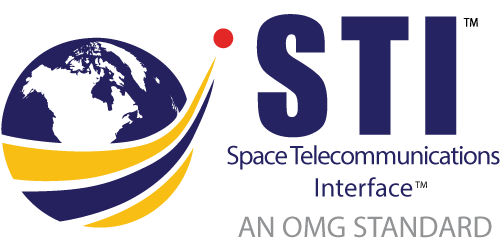 STI™
Space Telecommunications
Interface™
AN OMG STANDARD